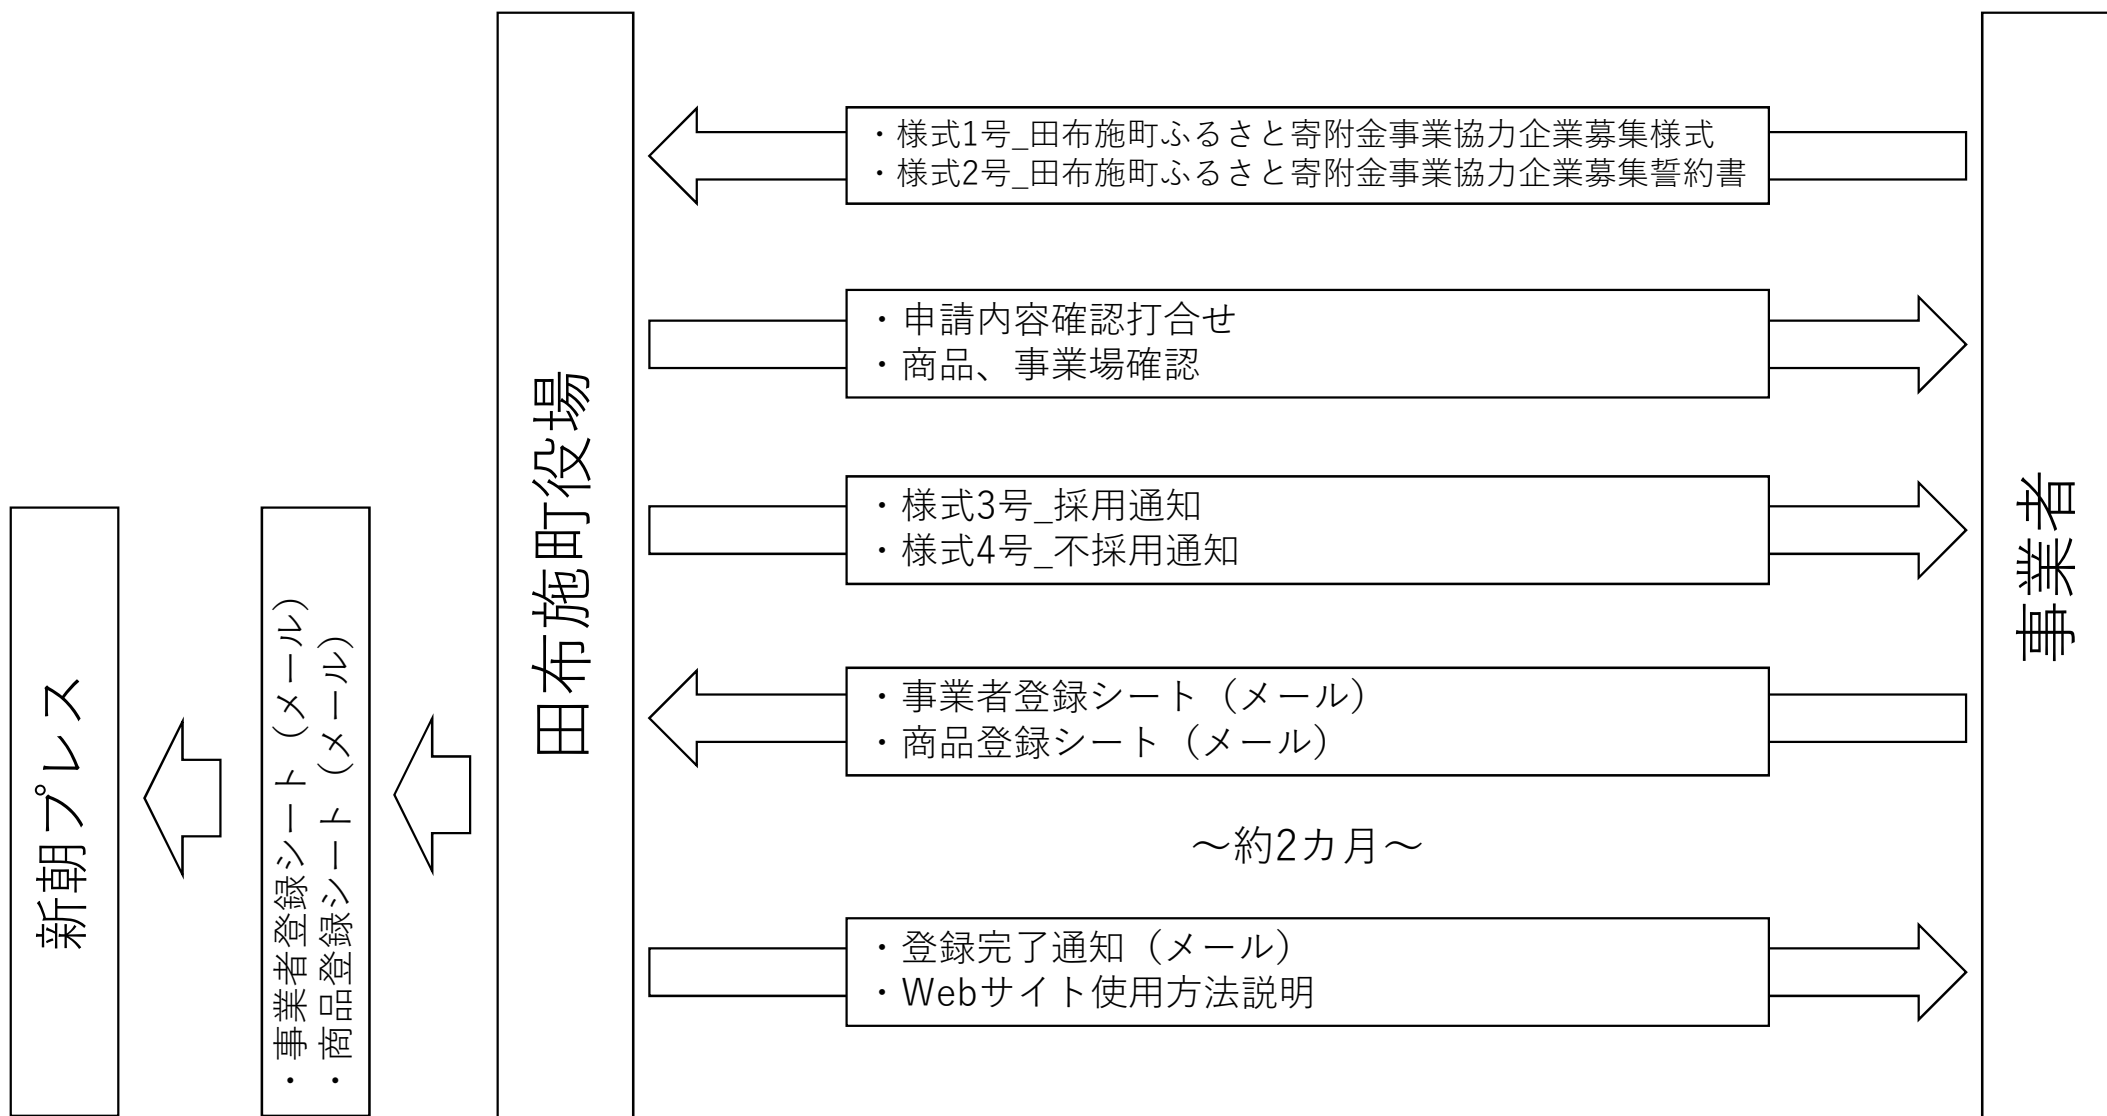 ・様式1号_田布施町ふるさと寄附金事業協力企業募集様式
・様式2号_田布施町ふるさと寄附金事業協力企業募集誓約書
・申請内容確認打合せ
・商品、事業場確認
・様式3号_採用通知
・様式4号_不採用通知
・事業者登録シート（メール）
・商品登録シート（メール）
～約2カ月～
・登録完了通知（メール）
・Webサイト使用方法説明
事業者
田布施町役場
・事業者登録シート（メール）
・商品登録シート（メール）
新朝プレス